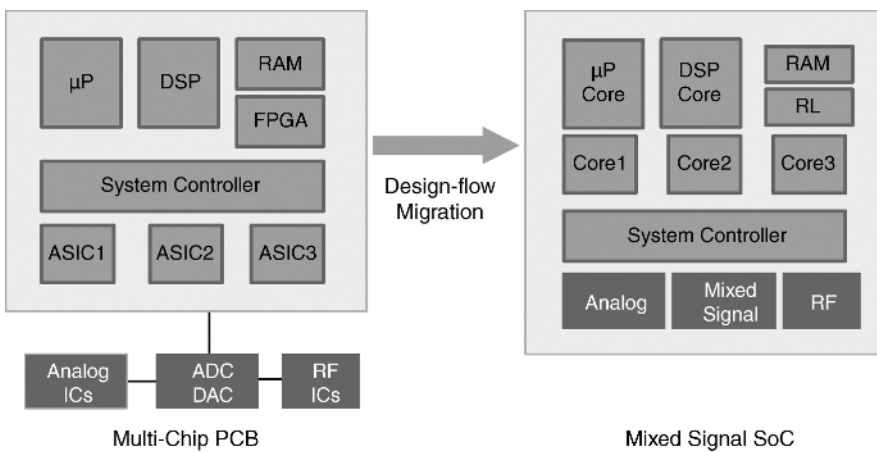 µP
DSP
RAM
FPGA
System Controller
ASIC1
ASIC2
ASIC3
Analog
ICs
ADC
DAC
RF
ICs
Multi-Chip PCB
Design-flow
Migration
µP
Core
DSP
Core
RAM
RL
Core1
Core2
Core3
System Controller
Analog
Mixed
Signal
RF
Mixed Signal SoC